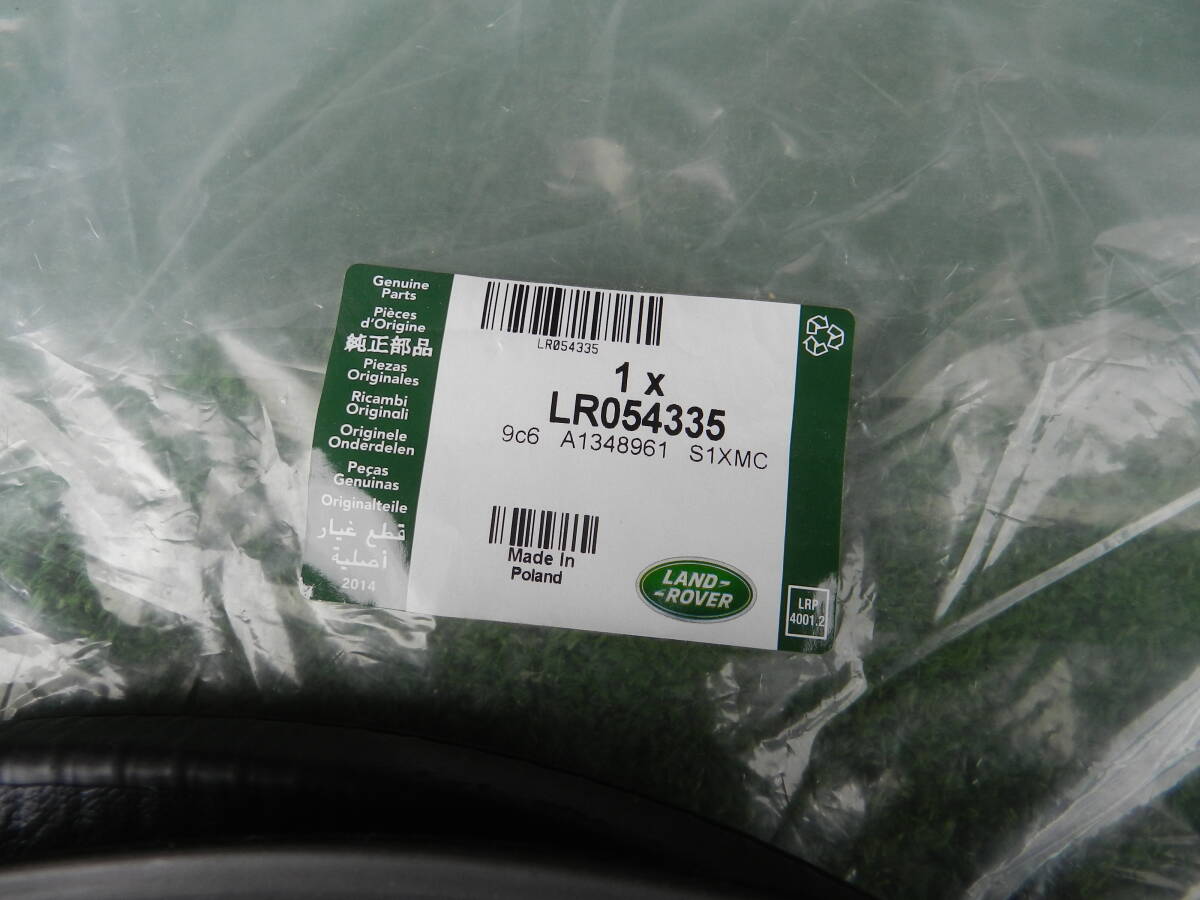 Genuine
Parts
Pièces
d'Origine
純正部品
Piezas
Originales
Ricambi
Originali
Originele
Onderdelen
Peças
Genuinas
Originalteile
قطع غيار
أصلية
2014
LR054335
1 x
LR054335
9c6 A1348961 S1XMC
Made In
Poland
LAND-
-ROVER
LRP
4001.2